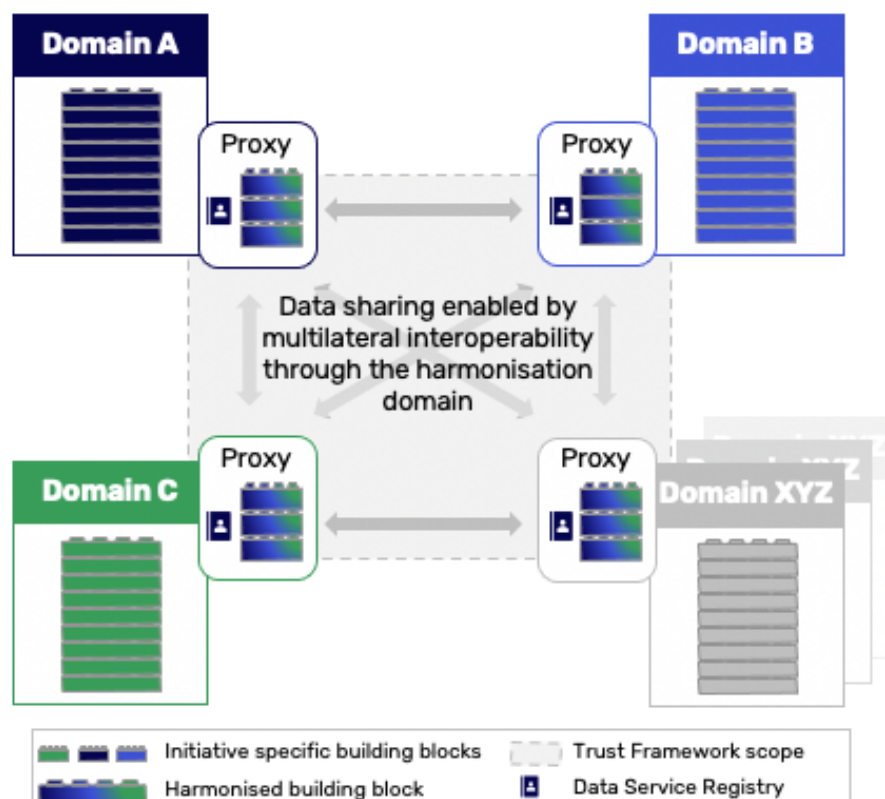 Domain A
Domain B
Proxy
Proxy
Data sharing enabled by
multilateral interoperability
through the harmonisation
domain
Proxy
Proxy
Domain C
Domain XYZ
Initiative specific building blocks
Trust Framework scope
Harmonised building block
Data Service Registry